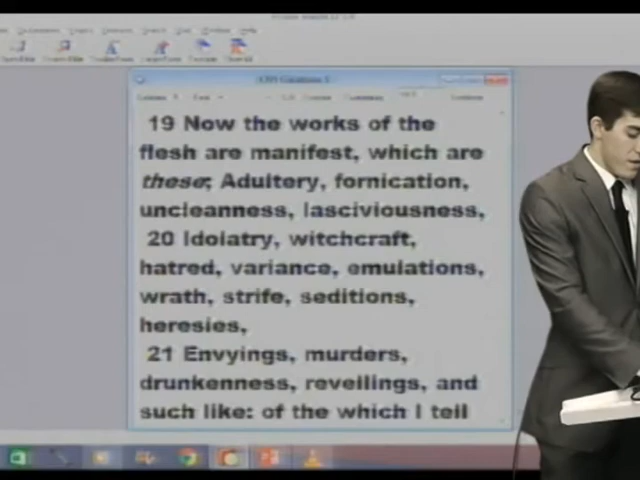 19 Now the works of the
flesh are manifest, which are
these; Adultery, fornication,
uncleanness, lasciviousness,
20 Idolatry, witchcraft,
hatred, variance, emulations,
wrath, strife, seditions,
heresies,
21 Envyings, murders,
drunkenness, revellings, and
such like: of the which I tell